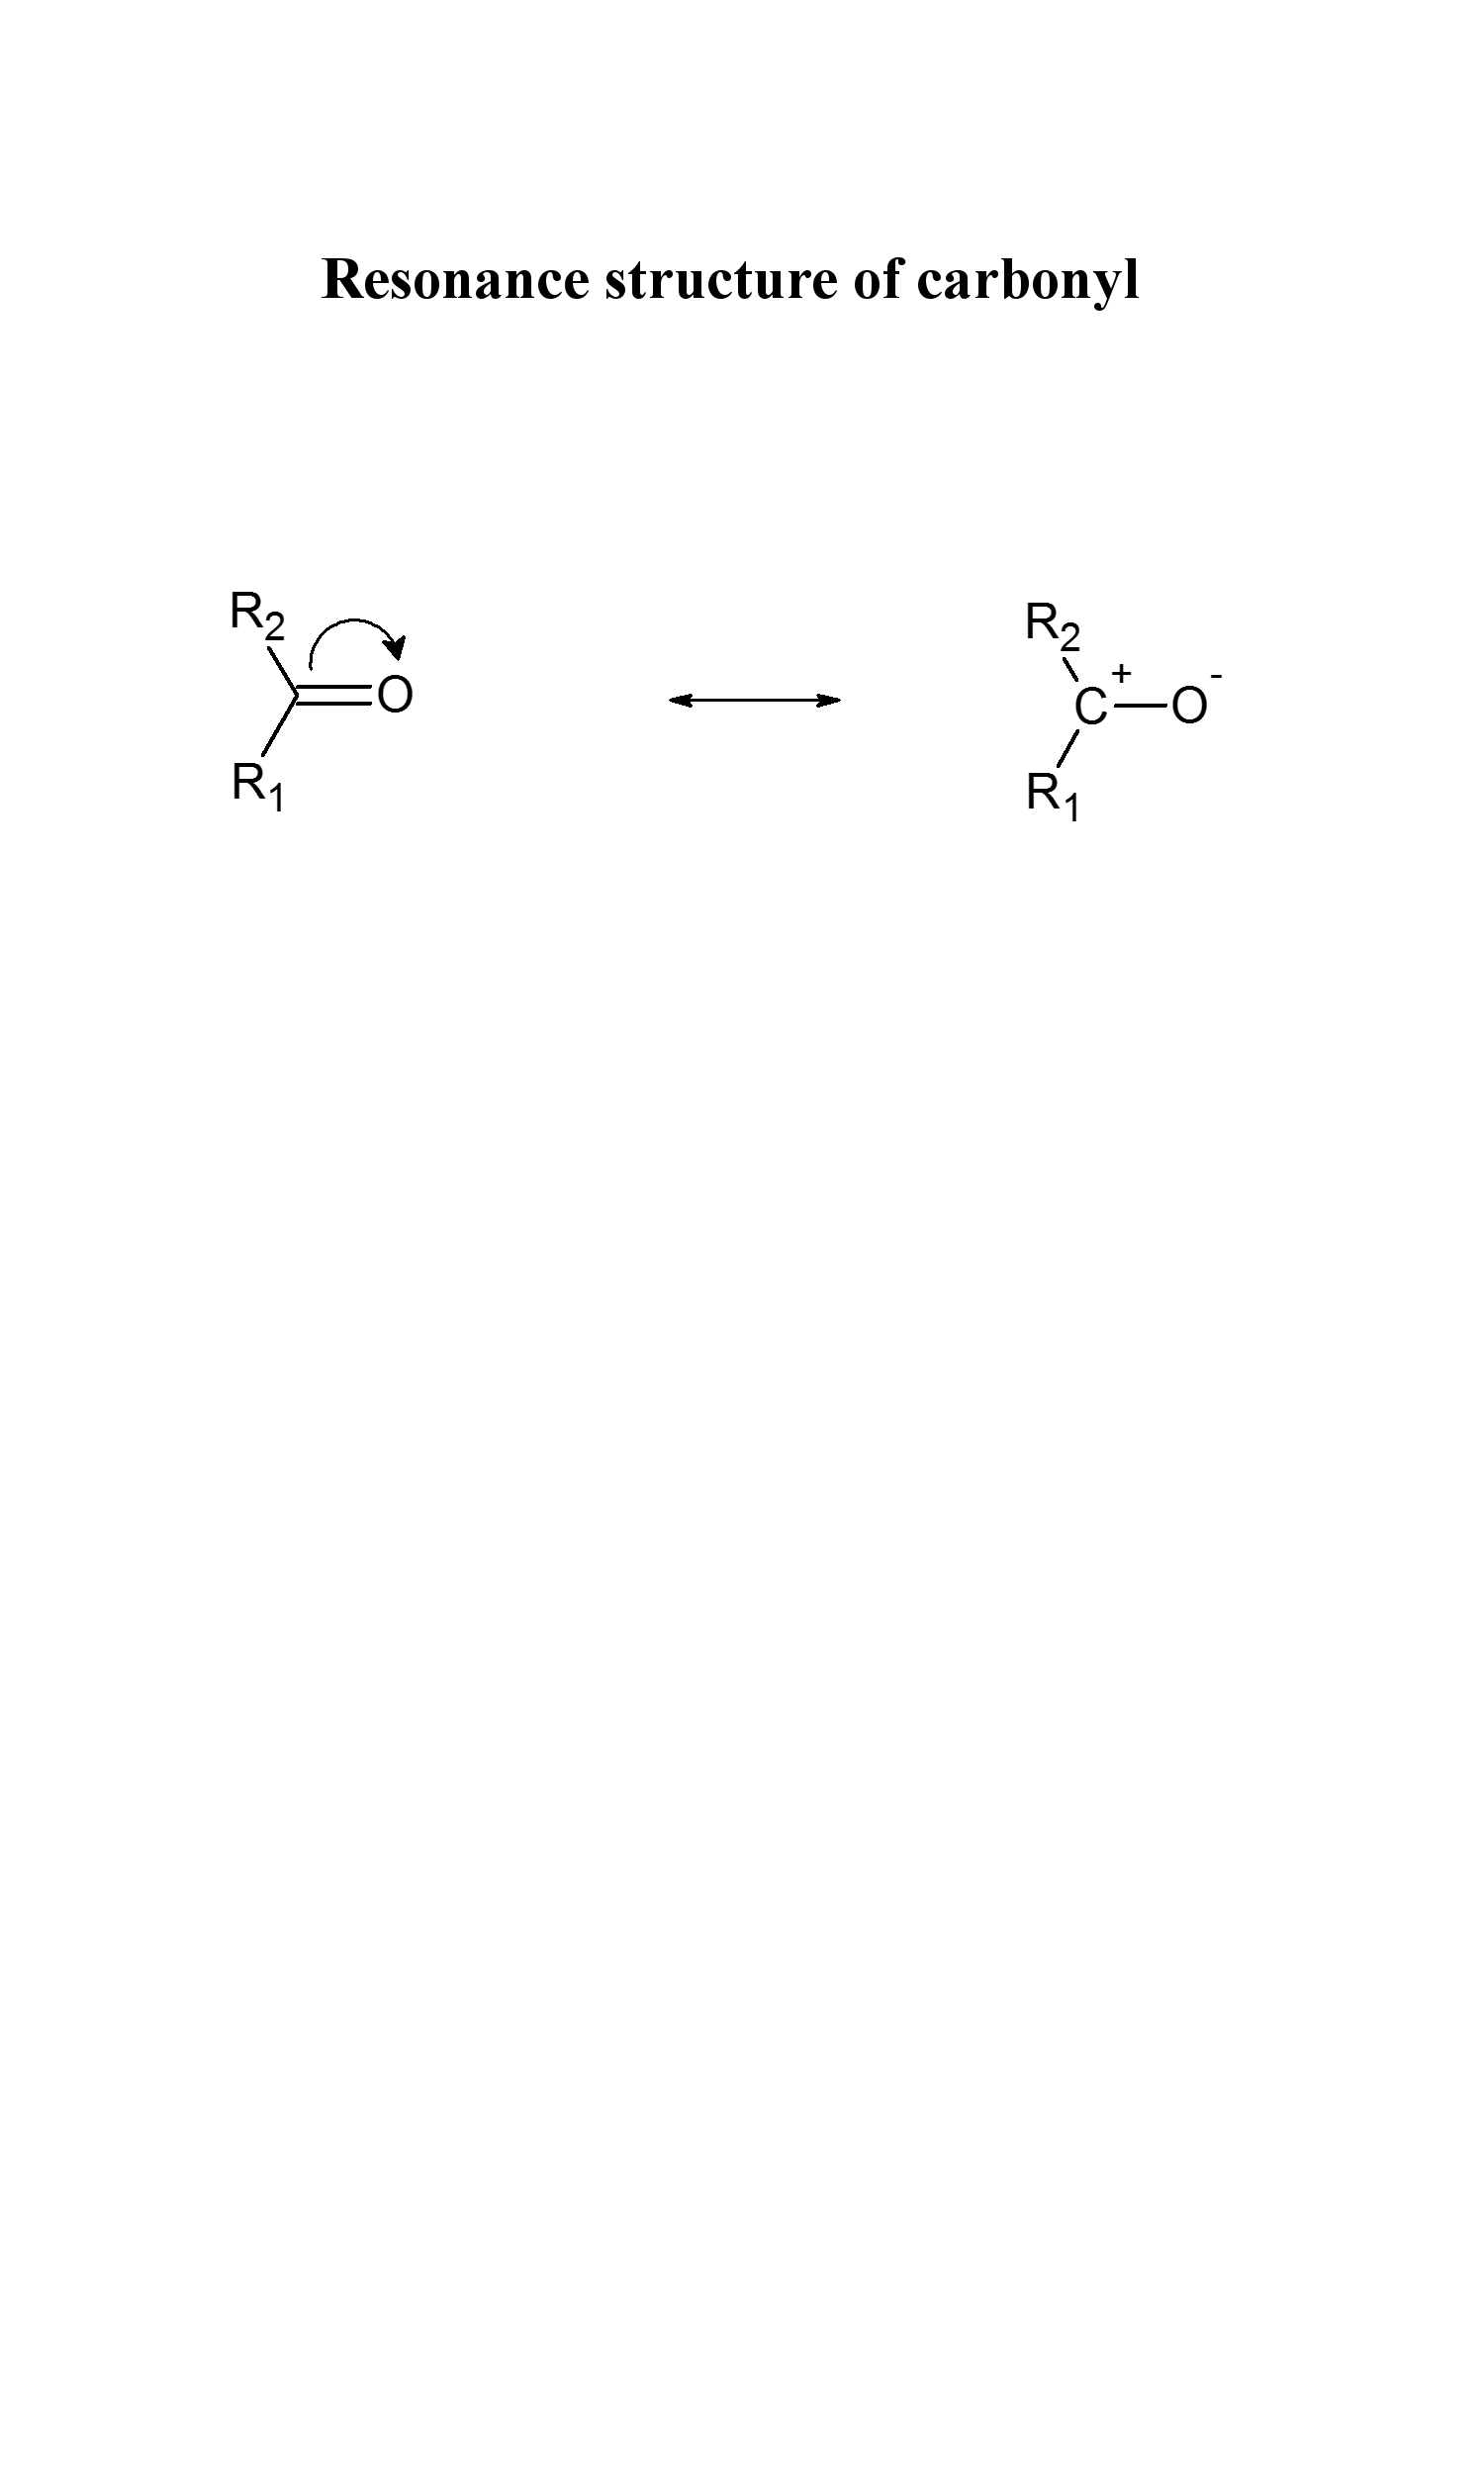 Resonance structure of carbonyl
R2
O
R1
R2
C+
O-
R1